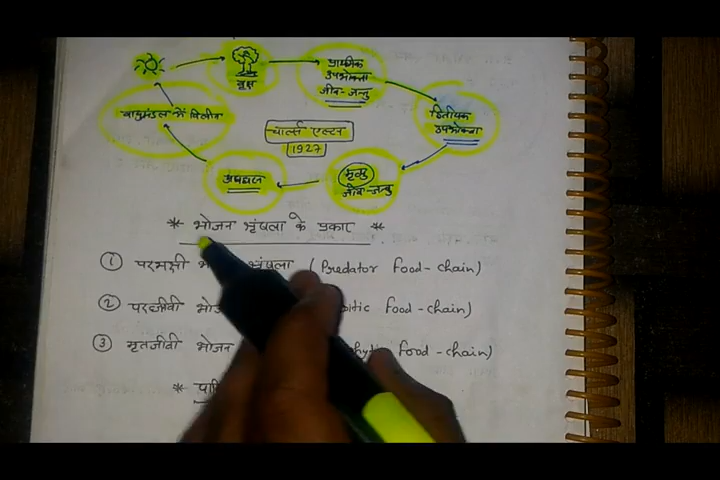 वृक्ष
प्राथमिक
उपभोक्ता
जीव-जन्तु
द्वितीयक
उपभोक्ता
वायुमंडल में विलीन
चार्ल्स एल्टन
1927
अपघटन
मृत्यु
जीव-जन्तु
* भोजन श्रृंखला के प्रकार *
① परभक्षी श्रृंखला (Predator Food-chain)
② परजीवी Food-chain)
③ मृतजीवी भोजन Food-chain)
*